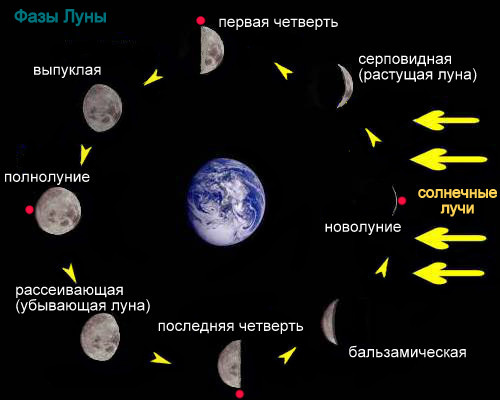 Фазы Луны
первая четверть
серповидная
(растущая луна)
выпуклая
полнолуние
солнечные
лучи
новолуние
рассеивающая
(убывающая луна)
последняя четверть
бальзамическая